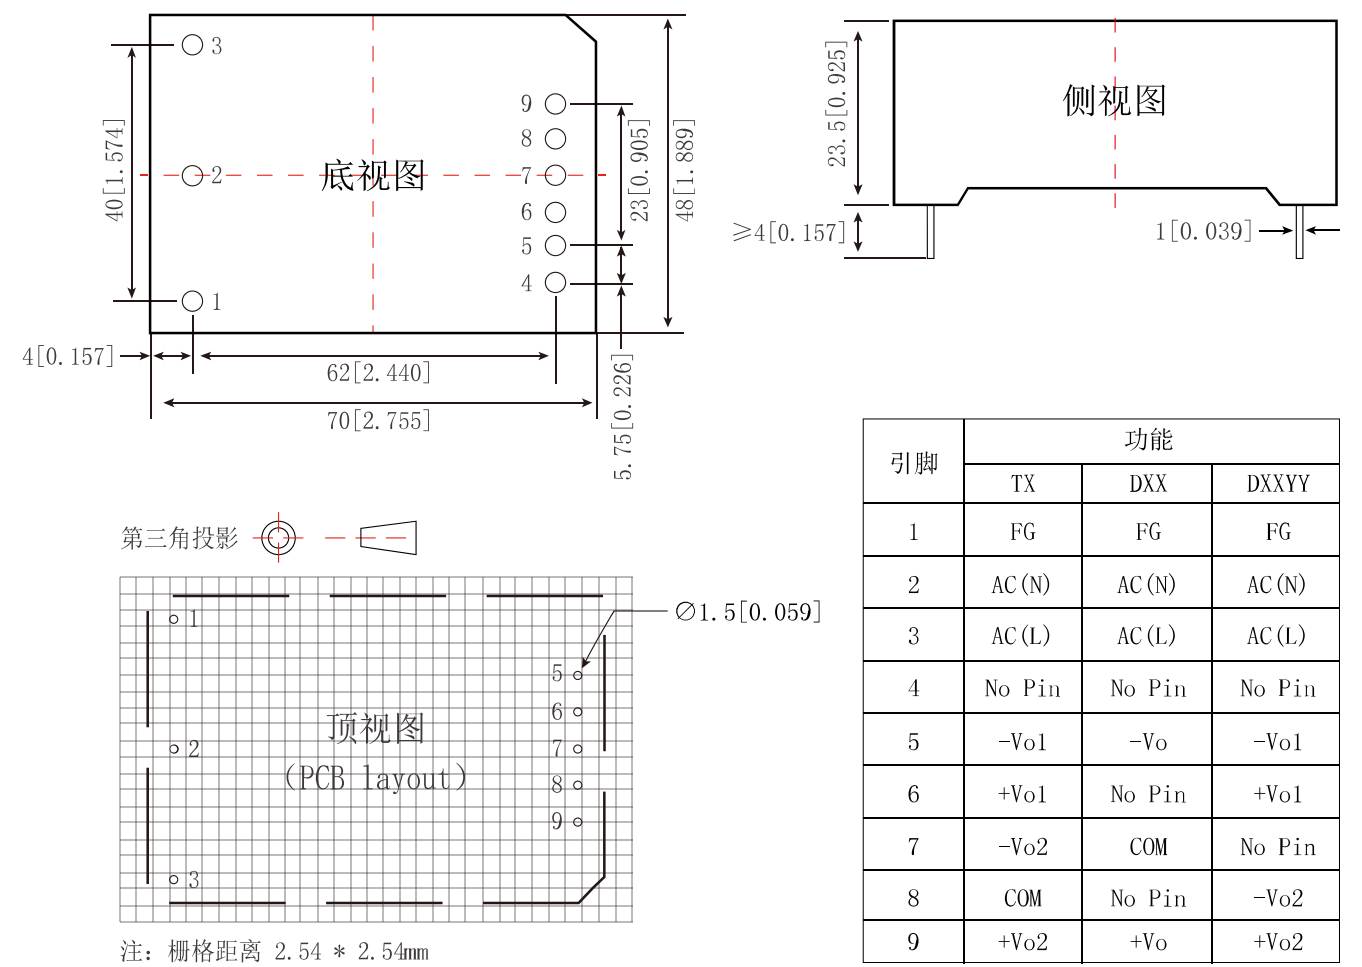 3
2
1
9
8
7
6
5
4
底视图
40[1.574]
23[0.905]
48[1.889]
4[0.157]
62[2.440]
70[2.755]
5.75[0.226]
侧视图
23.5[0.925]
≥4[0.157]
1[0.039]
第三角投影
1
2
3
5
6
7
8
9
顶视图
(PCB layout)
∅1.5[0.059]
注: 栅格距离 2.54 * 2.54mm
引脚 功能
TX DXX DXXYY
1 FG FG FG
2 AC(N) AC(N) AC(N)
3 AC(L) AC(L) AC(L)
4 No Pin No Pin No Pin
5 -Vo1 -Vo -Vo1
6 +Vo1 No Pin +Vo1
7 -Vo2 COM No Pin
8 COM No Pin -Vo2
9 +Vo2 +Vo +Vo2